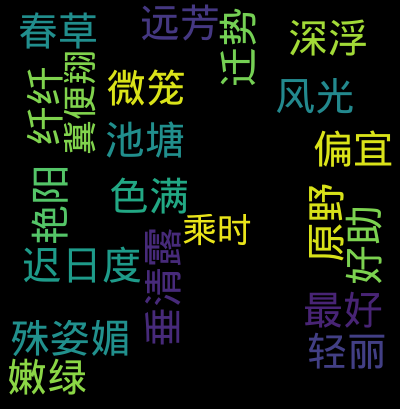 春草
远芳
迁势
深浮
纤纤
冀便翔
微笼
风光
池塘
偏宜
艳阳
色满
乘时
原野
好助
迟日度
垂清露
最好
殊姿媚
轻丽
嫩绿